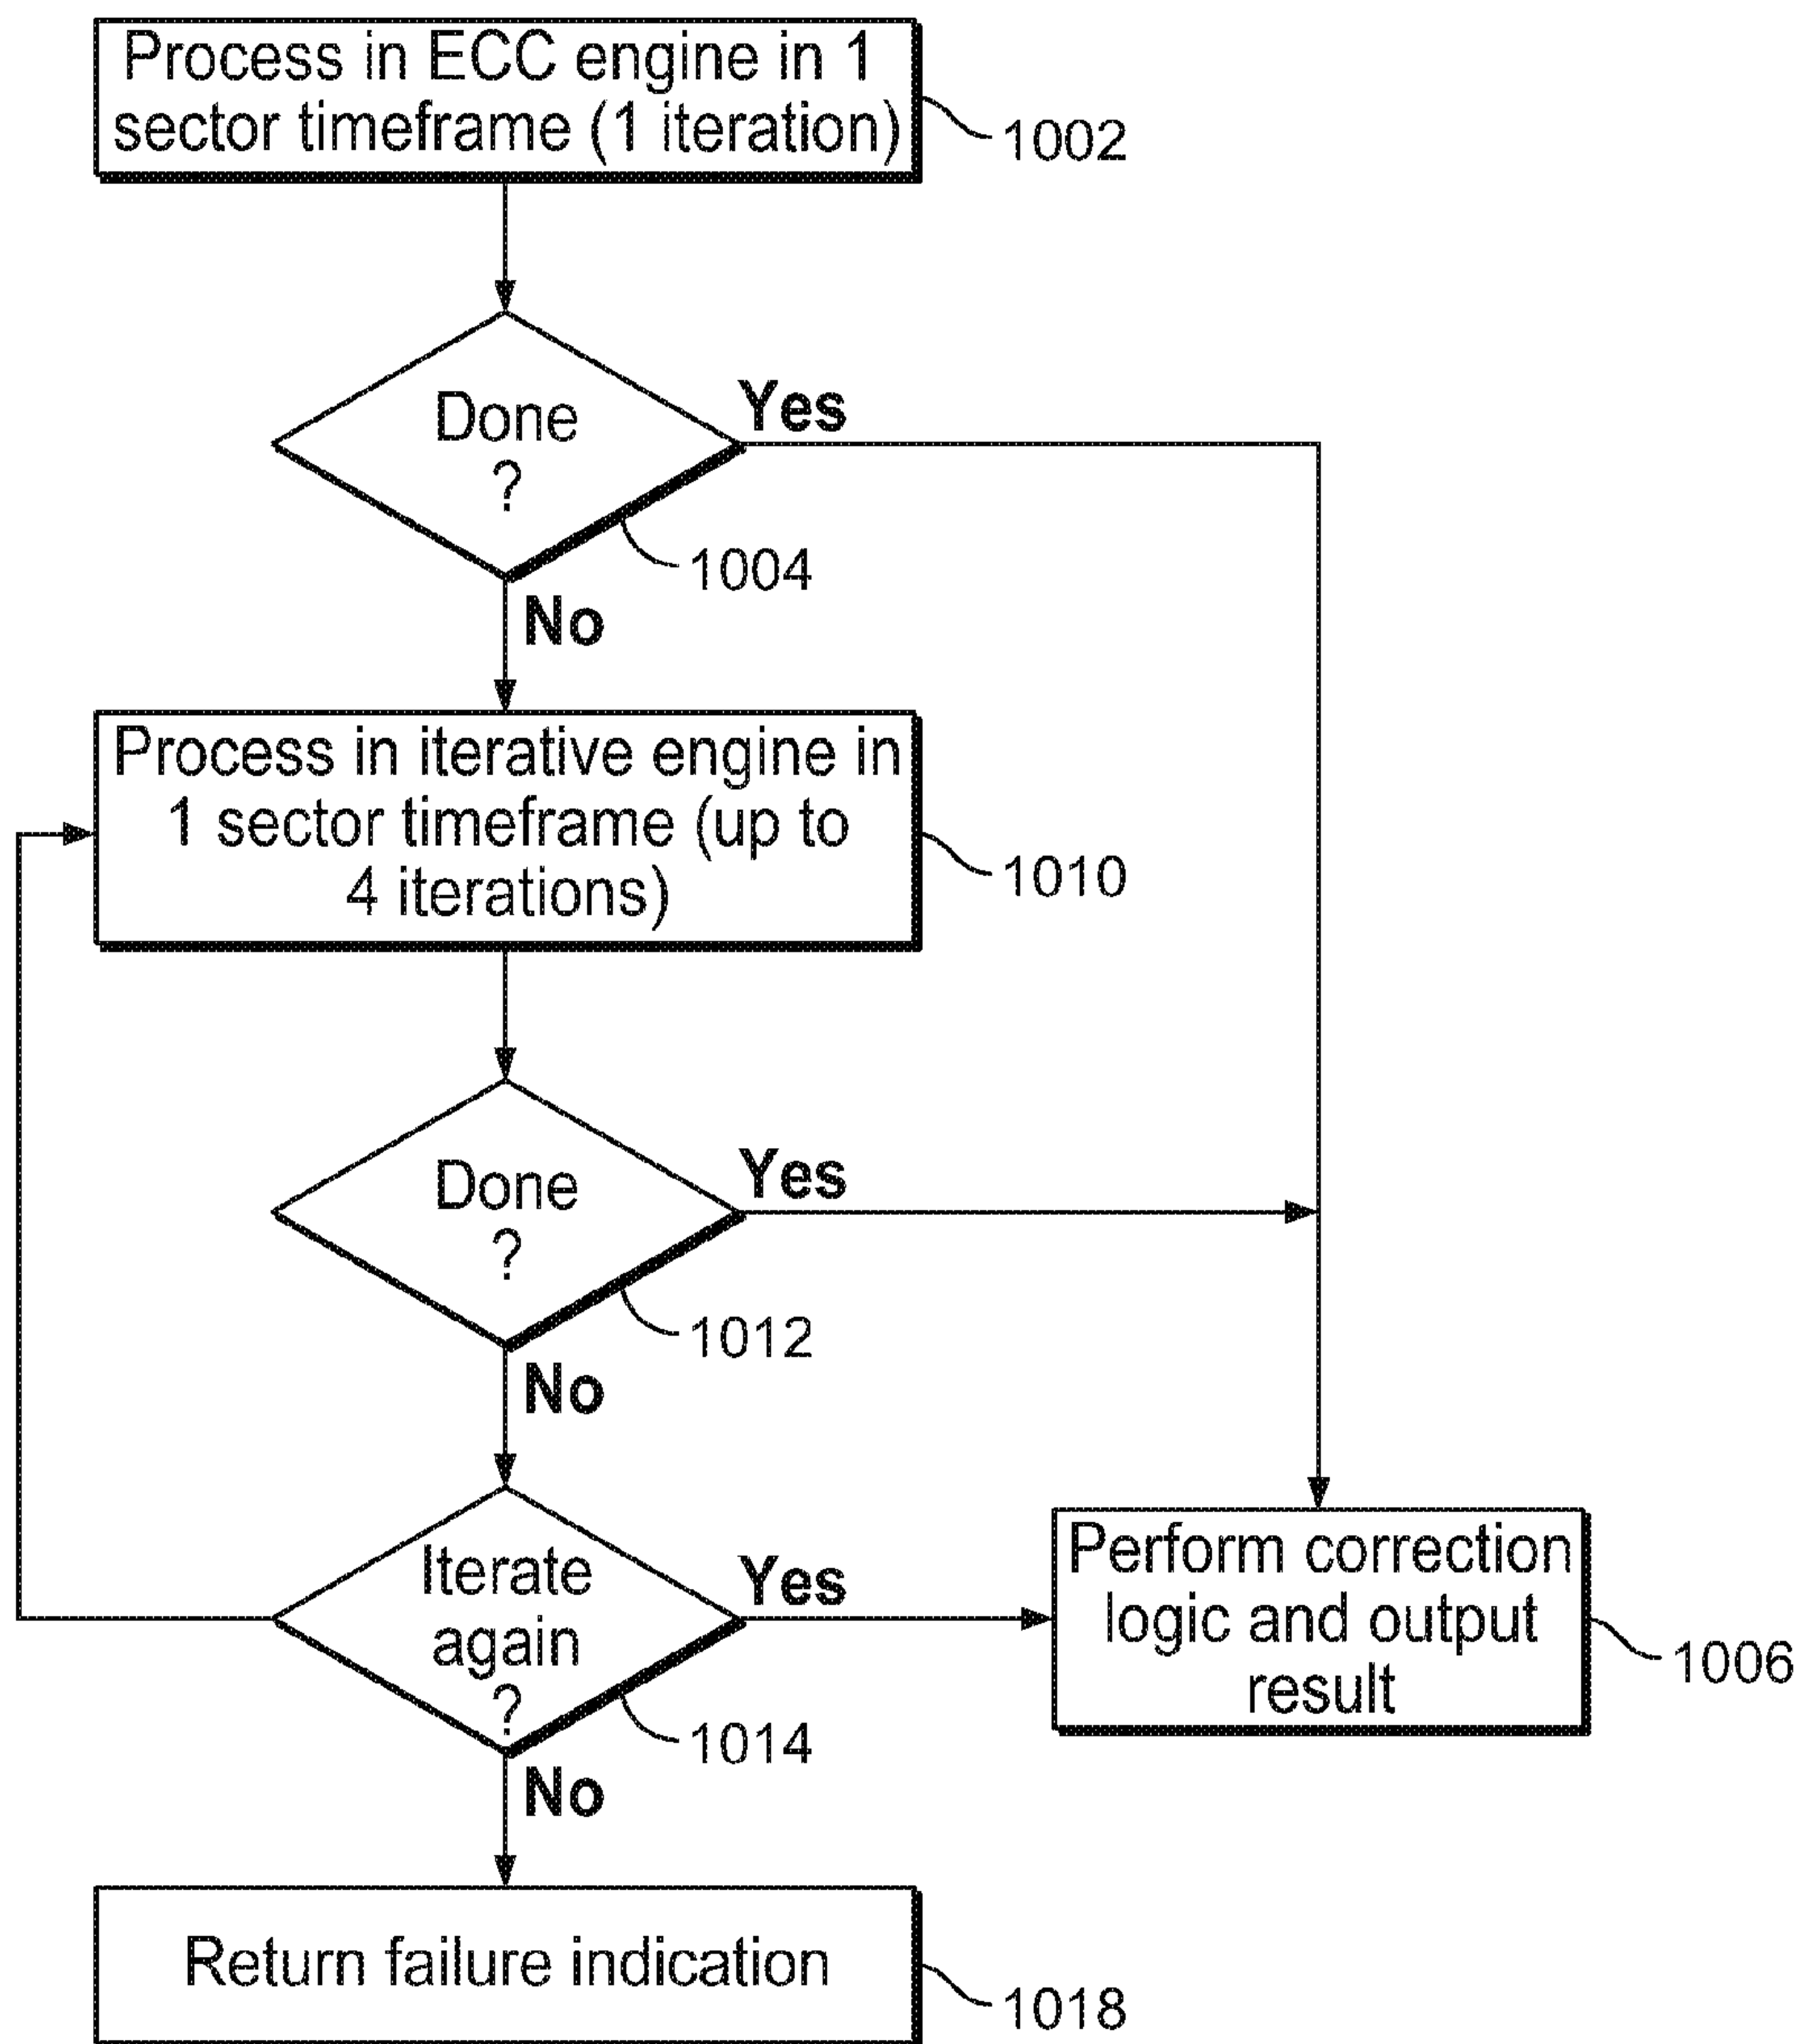 Process in ECC engine in 1
sector timeframe (1 iteration)
1002
Done
?
Yes
1004
No
Process in iterative engine in
1 sector timeframe (up to
4 iterations)
1010
Done
?
Yes
1012
No
Iterate
again
?
Yes
1014
No
Perform correction
logic and output
result
1006
Return failure indication
1018